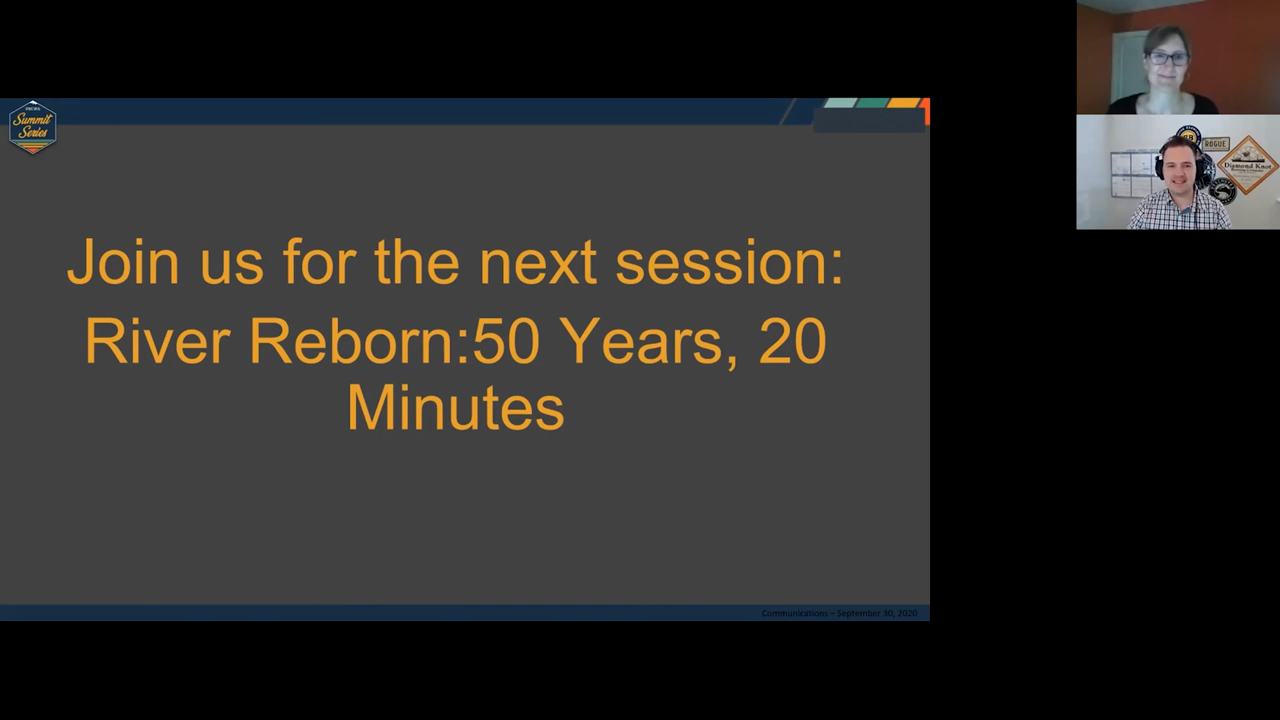 Summit
Series
Join us for the next session:
River Reborn:50 Years, 20
Minutes
Communications – September 30, 2020
ROGUE
Diamond Knot